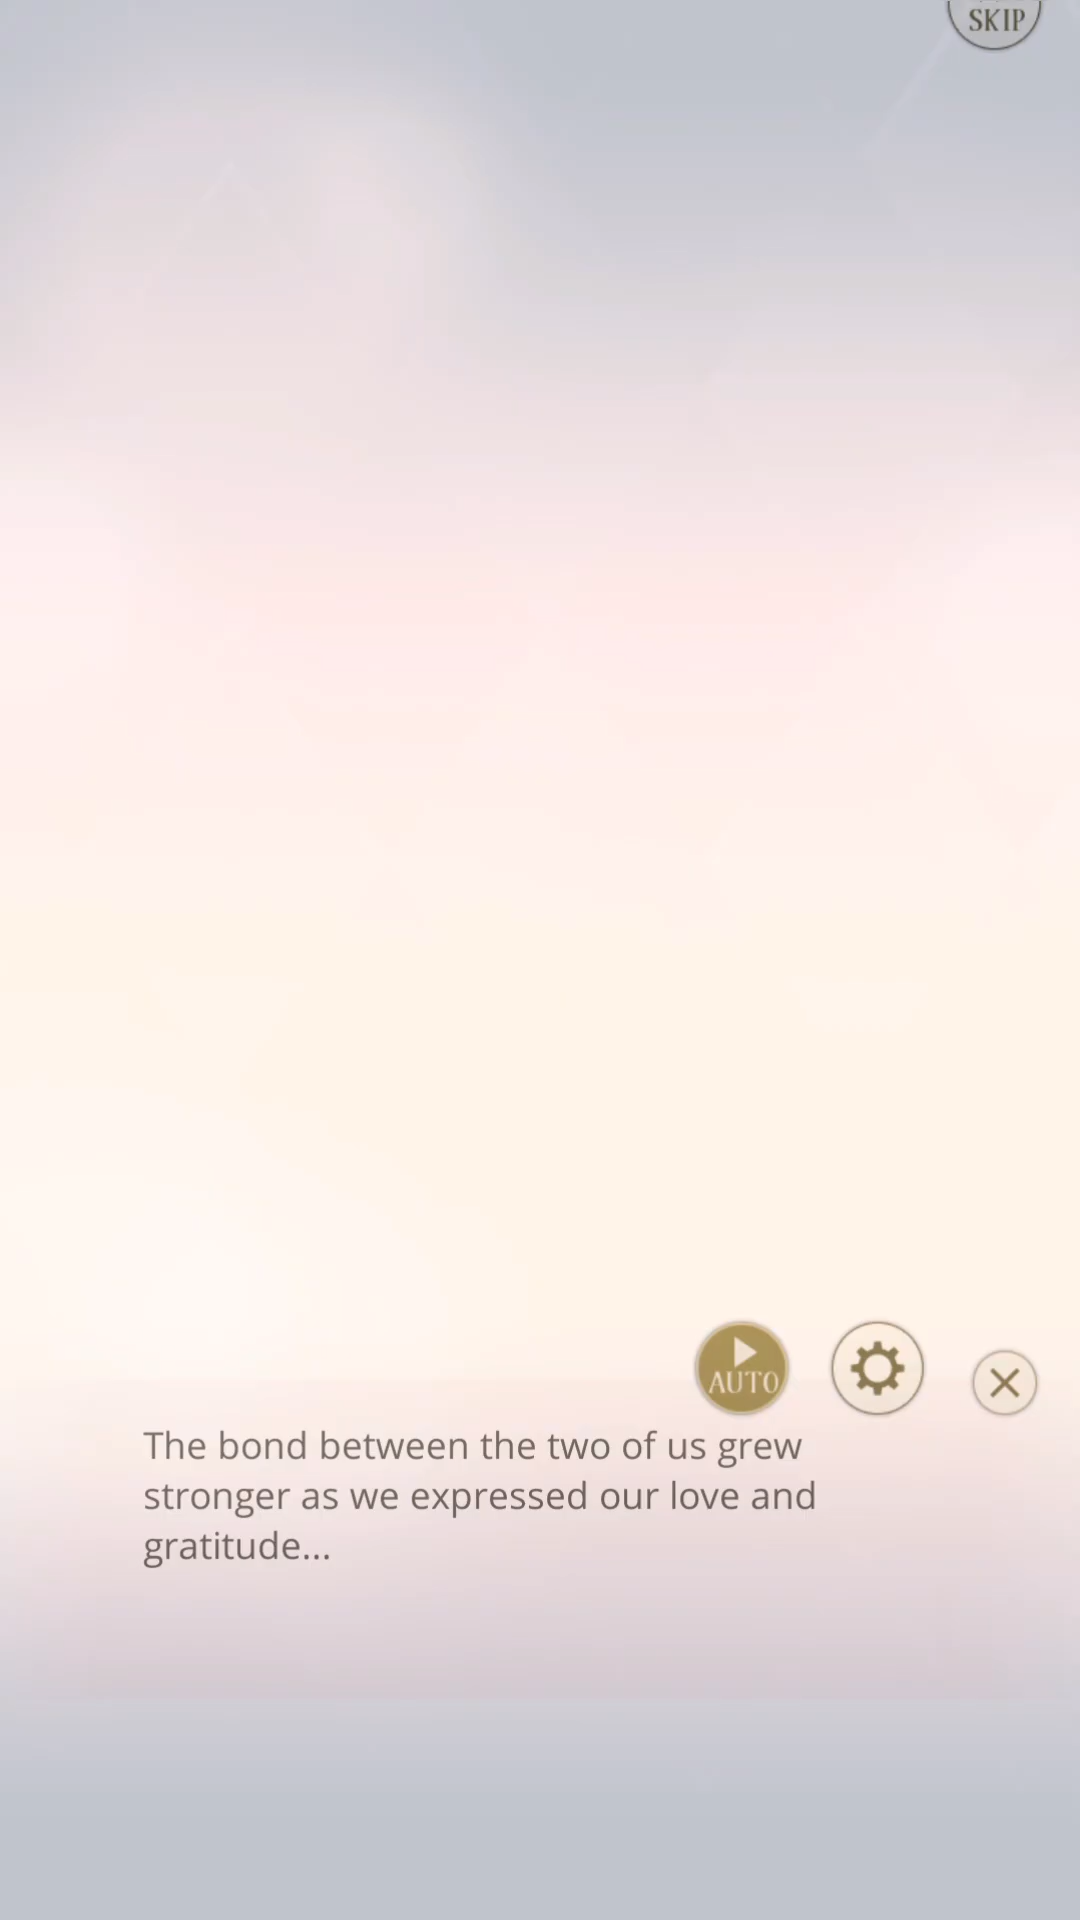 SKIP
AUTO
The bond between the two of us grew
stronger as we expressed our love and
gratitude...